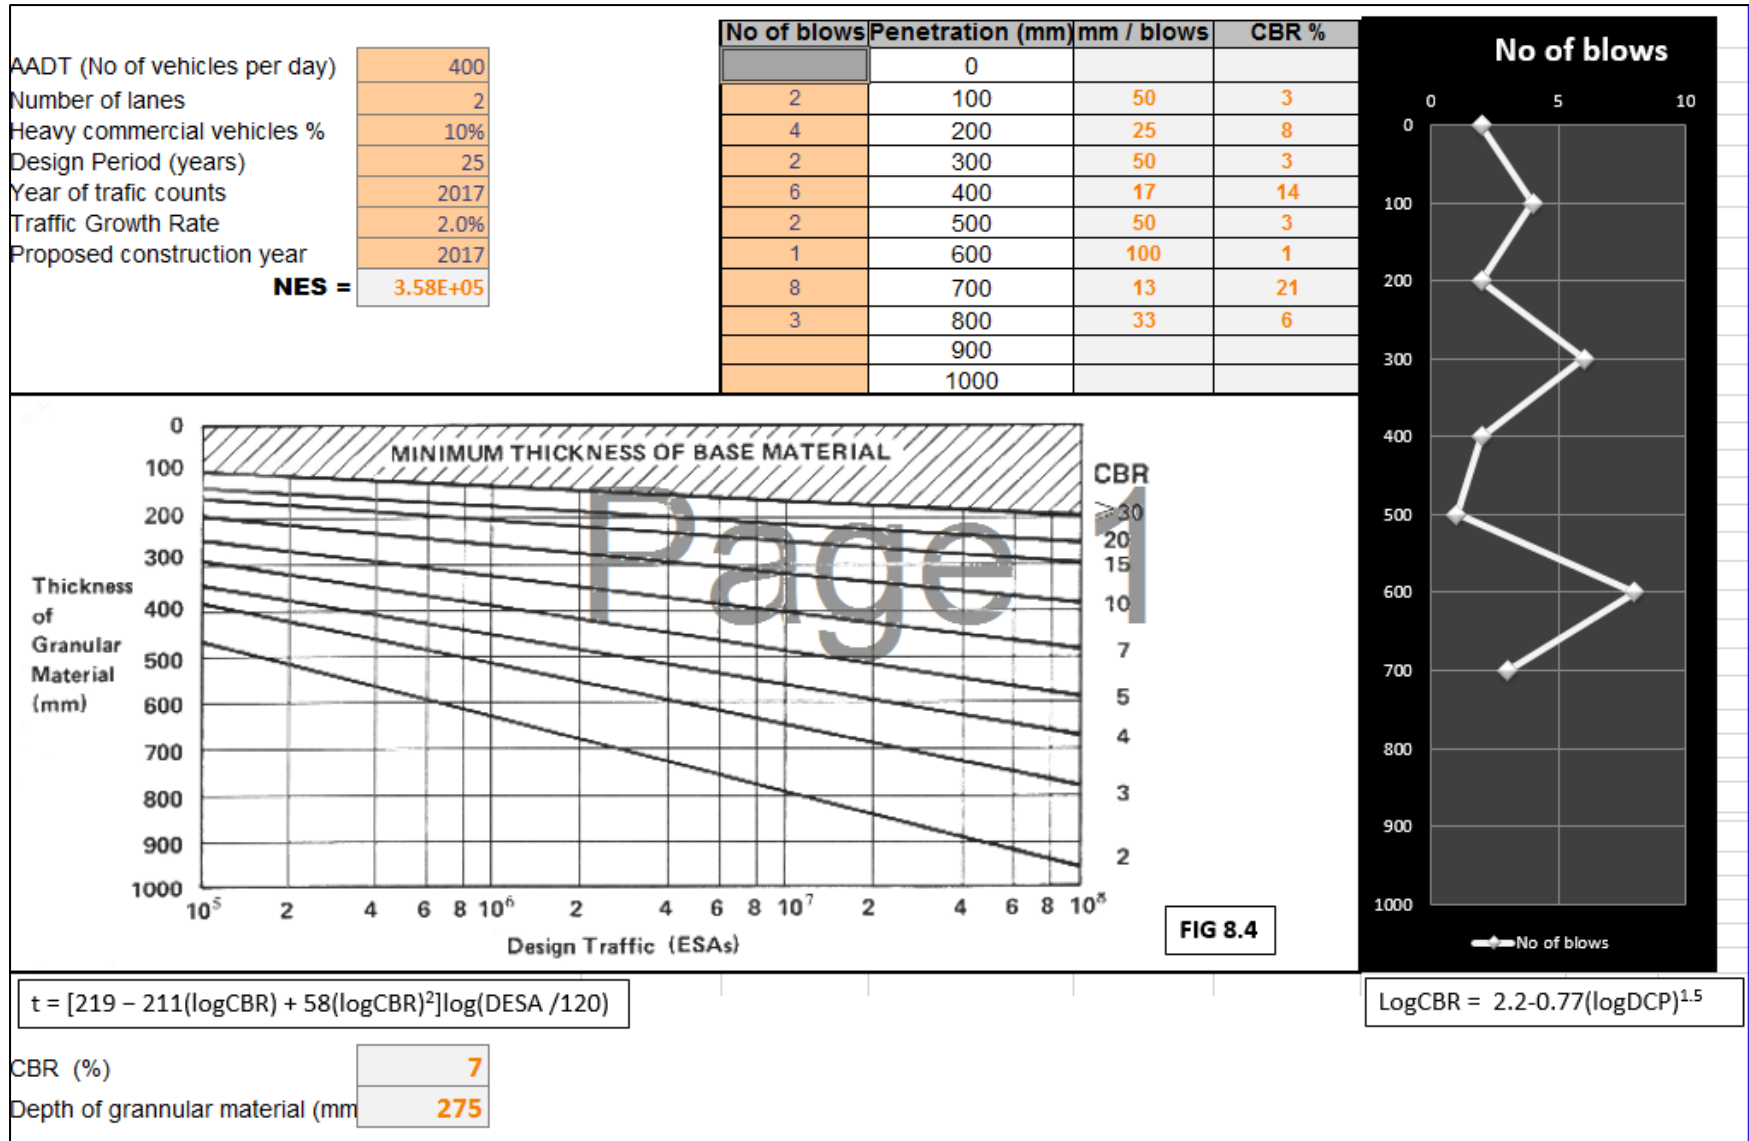 No of blows Penetration (mm) mm / blows CBR %
0
AADT (No of vehicles per day) 400
Number of lanes 2
Heavy commercial vehicles % 10%
Design Period (years) 25
Year of trafic counts 2017
Traffic Growth Rate 2.0%
Proposed construction year 2017
NES = 3.58E+05
2 100 50 3
4 200 25 8
2 300 50 3
6 400 17 14
2 500 50 3
1 600 100 1
8 700 13 21
3 800 33 6
900
1000
No of blows
0 5 10
0
100
200
300
400
500
600
700
800
900
1000
No of blows
MINIMUM THICKNESS OF BASE MATERIAL
Page 1
Thickness
of
Granular
Material
(mm)
0
100
200
300
400
500
600
700
800
900
1000
CBR
≥30
20
15
10
7
5
4
3
2
10⁵ 2 4 6 8 10⁶ 2 4 6 8 10⁷ 2 4 6 8 10⁸
Design Traffic (ESAs)
FIG 8.4
t = [219 – 211(logCBR) + 58(logCBR)²]log(DESA /120)
LogCBR = 2.2-0.77(logDCP)¹·⁵
CBR (%) 7
Depth of grannular material (mm 275